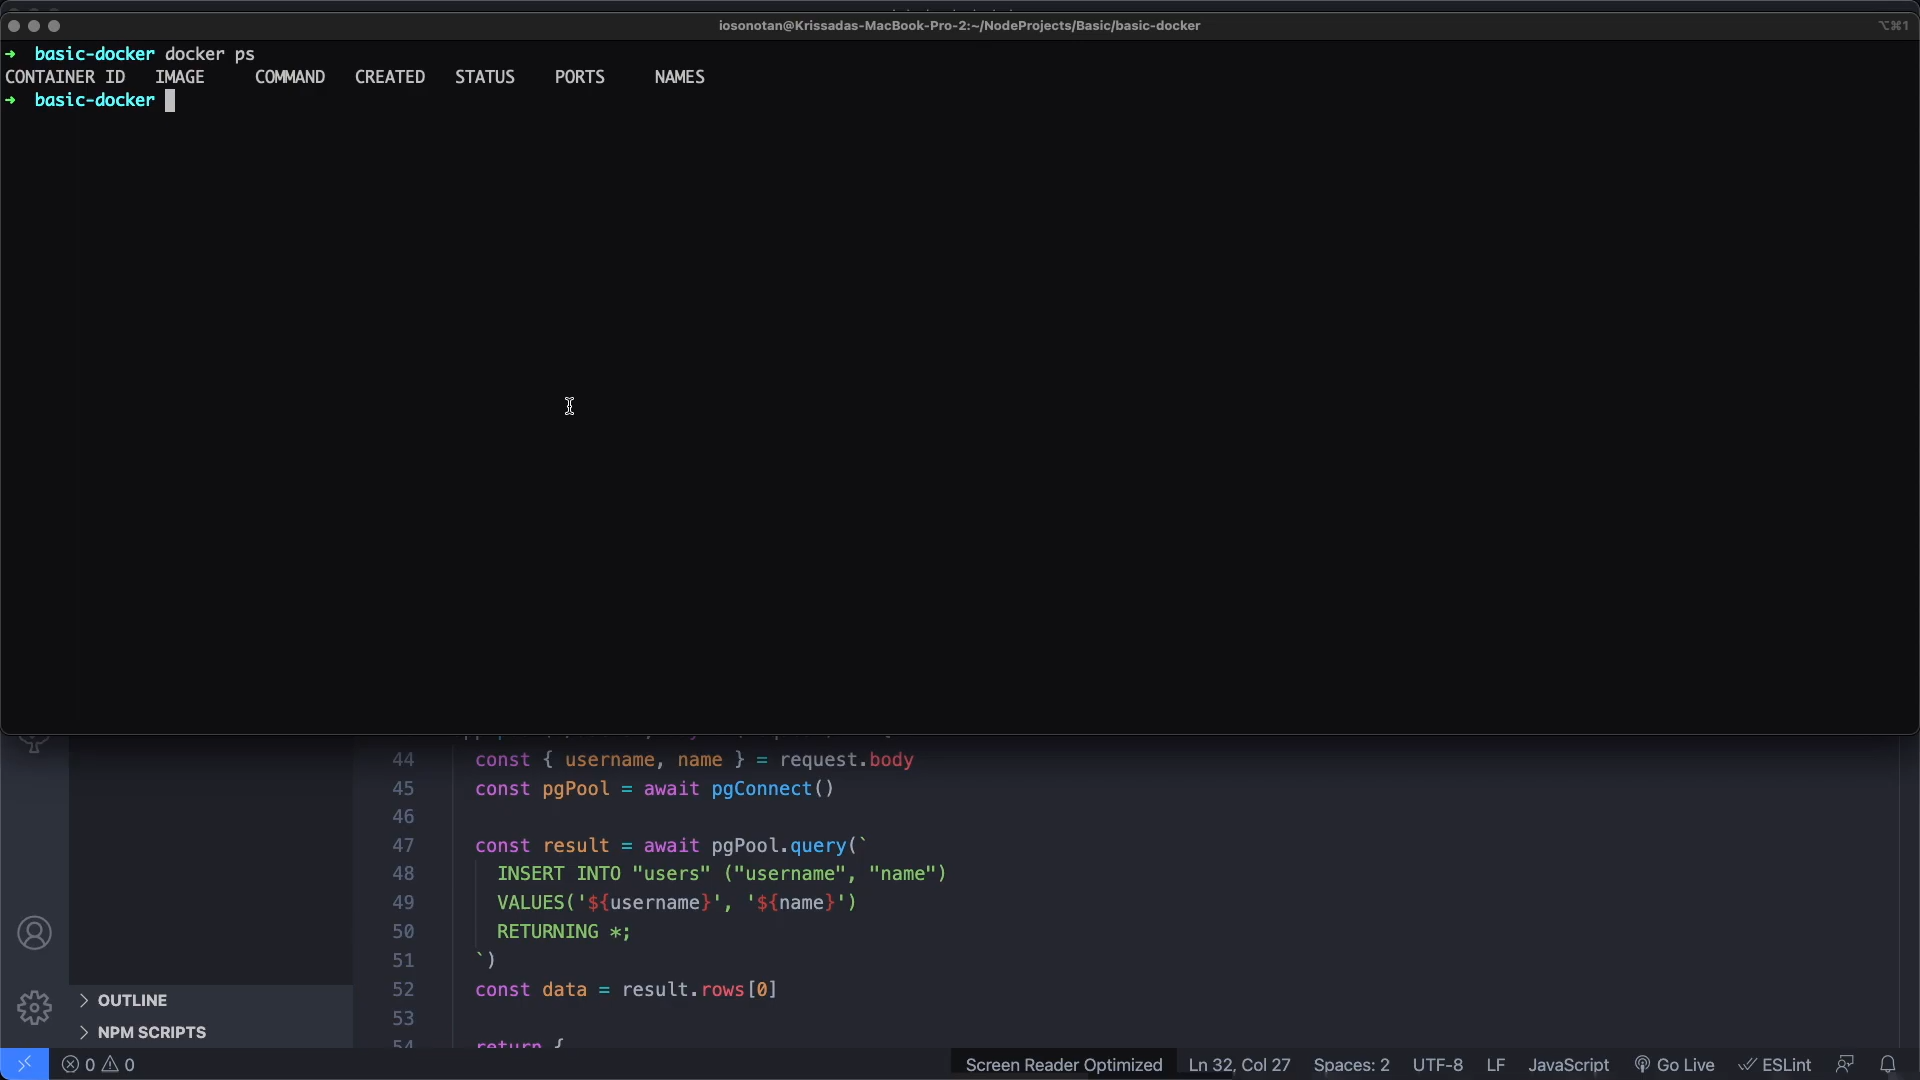 iosonotan@Krissadas-MacBook-Pro-2:~/NodeProjects/Basic/basic-docker
⌥⌘1
➜ basic-docker docker ps
CONTAINER ID IMAGE COMMAND CREATED STATUS PORTS NAMES
➜ basic-docker
44 const { username, name } = request.body
45 const pgPool = await pgConnect()
46
47 const result = await pgPool.query(`
48 INSERT INTO "users" ("username", "name")
49 VALUES('${username}', '${name}')
50 RETURNING *;
51 `)
52 const data = result.rows[0]
53
54 return {
OUTLINE
NPM SCRIPTS
0 0 Screen Reader Optimized Ln 32, Col 27 Spaces: 2 UTF-8 LF JavaScript Go Live ESLint